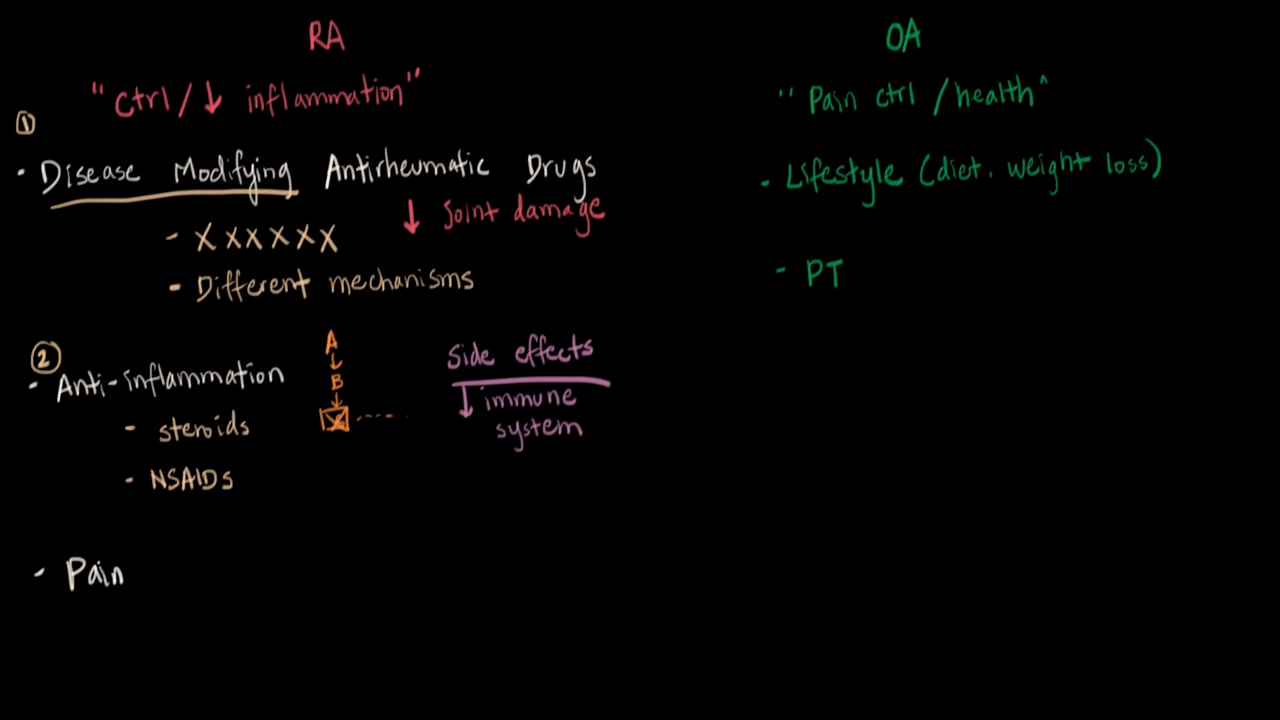 RA
"Ctrl/↓ inflammation"
①
· Disease Modifying Antirheumatic Drugs
↓ Joint damage
- XXXXXX
- Different mechanisms
②
· Anti-inflammation
- steroids
- NSAIDs
A
↓
B
↓
X
Side effects
↓ immune
system
· Pain
OA
"Pain ctrl/health"
· Lifestyle (diet, weight loss)
- PT